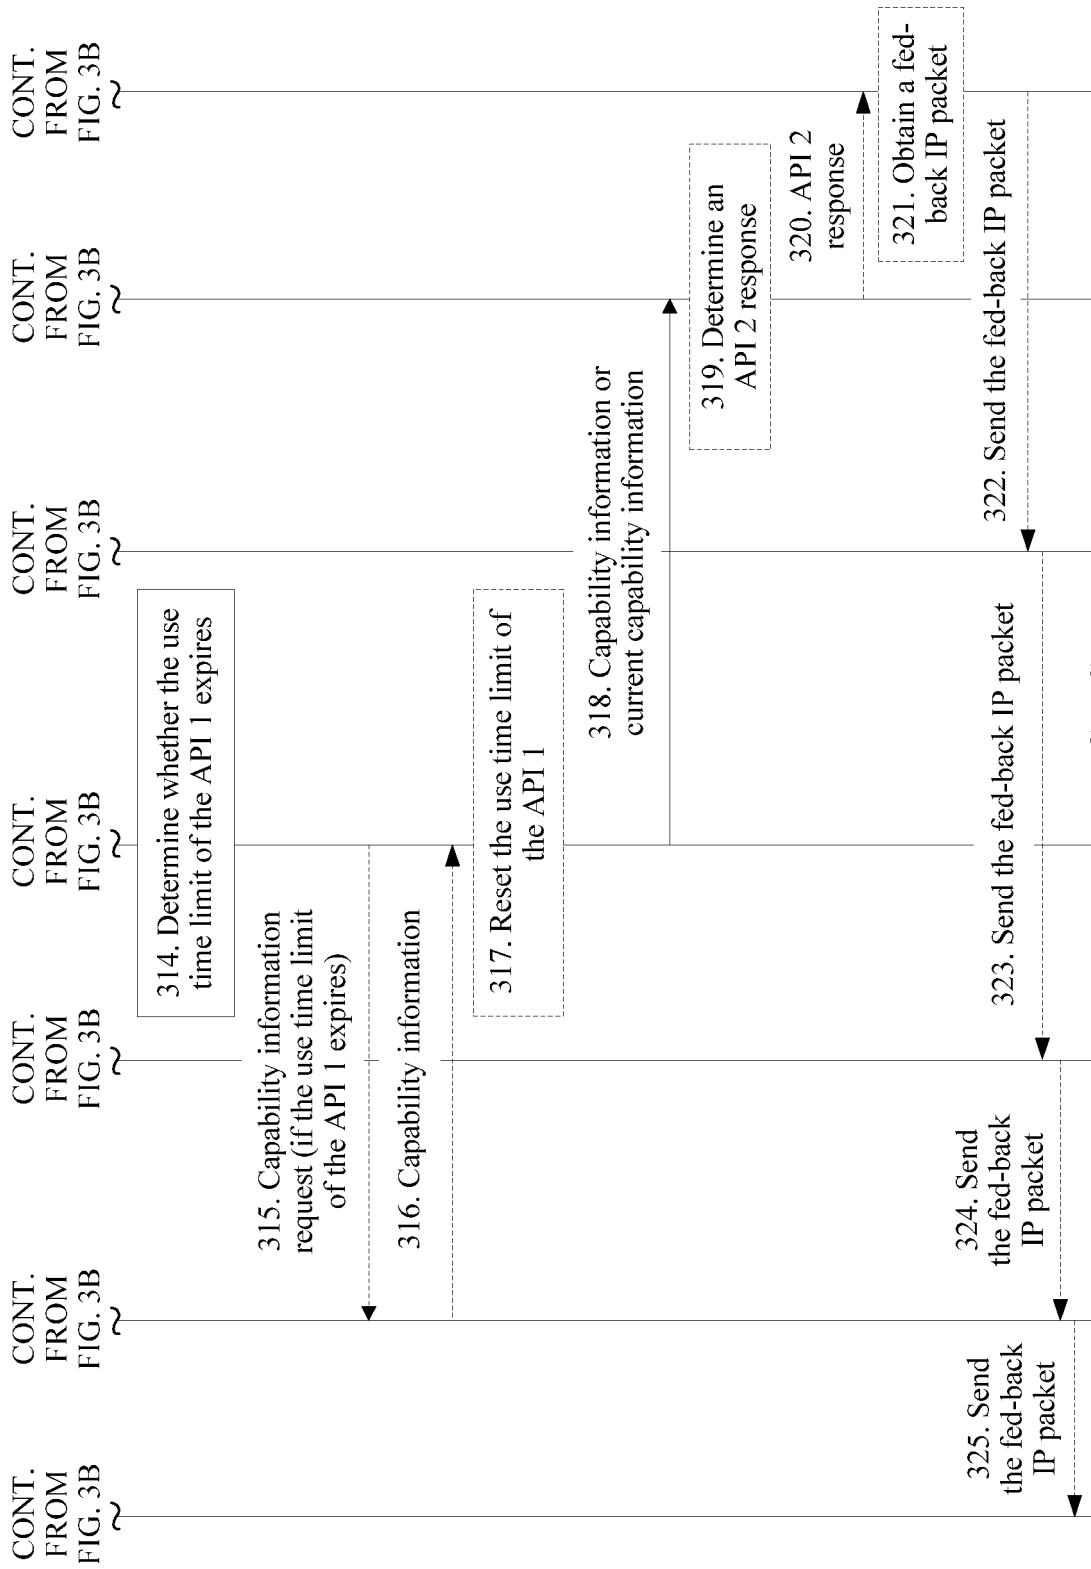 CONT.
FROM
FIG. 3B
CONT.
FROM
FIG. 3B
CONT.
FROM
FIG. 3B
CONT.
FROM
FIG. 3B
CONT.
FROM
FIG. 3B
CONT.
FROM
FIG. 3B
CONT.
FROM
FIG. 3B
314. Determine whether the use
time limit of the API 1 expires
315. Capability information
request (if the use time limit
of the API 1 expires)
316. Capability information
317. Reset the use time limit of
the API 1
318. Capability information or
current capability information
319. Determine an
API 2 response
320. API 2
response
321. Obtain a fed-
back IP packet
322. Send the fed-back IP packet
323. Send the fed-back IP packet
324. Send
the fed-back
IP packet
325. Send
the fed-back
IP packet